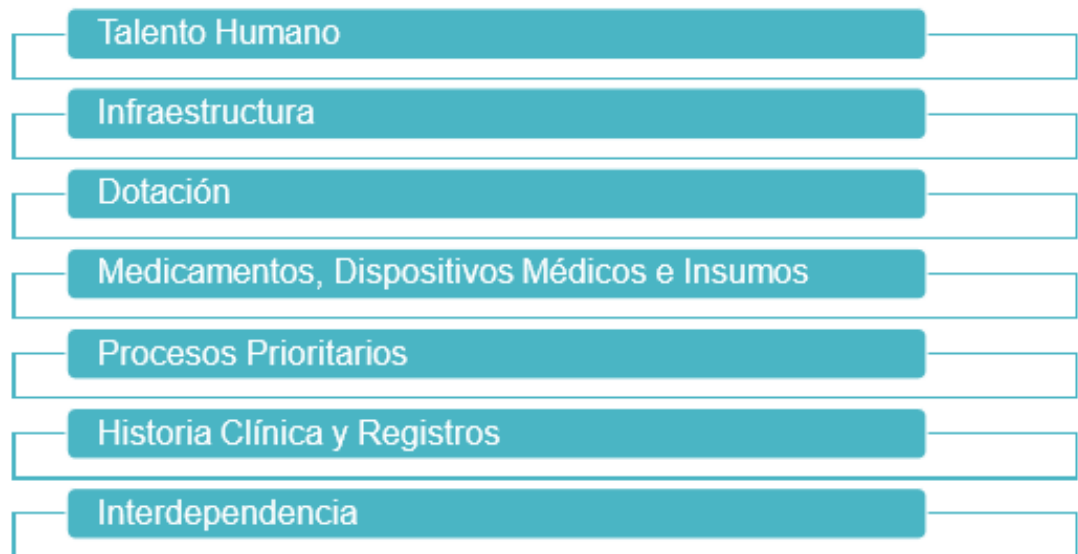 Talento Humano
Infraestructura
Dotación
Medicamentos, Dispositivos Médicos e Insumos
Procesos Prioritarios
Historia Clínica y Registros
Interdependencia